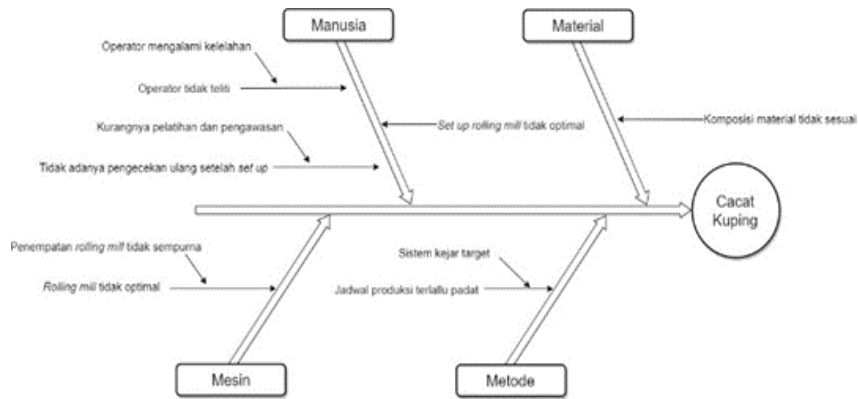 Manusia
Material
Operator mengalami kelelahan
Operator tidak teliti
Kurangnya pelatihan dan pengawasan
Set up rolling mill tidak optimal
Komposisi material tidak sesuai
Tidak adanya pengecekan ulang setelah set up
Cacat
Kuping
Penempatan rolling mill tidak sempurna
Sistem kejar target
Rolling mill tidak optimal
Jadwal produksi terlallu padat
Mesin
Metode